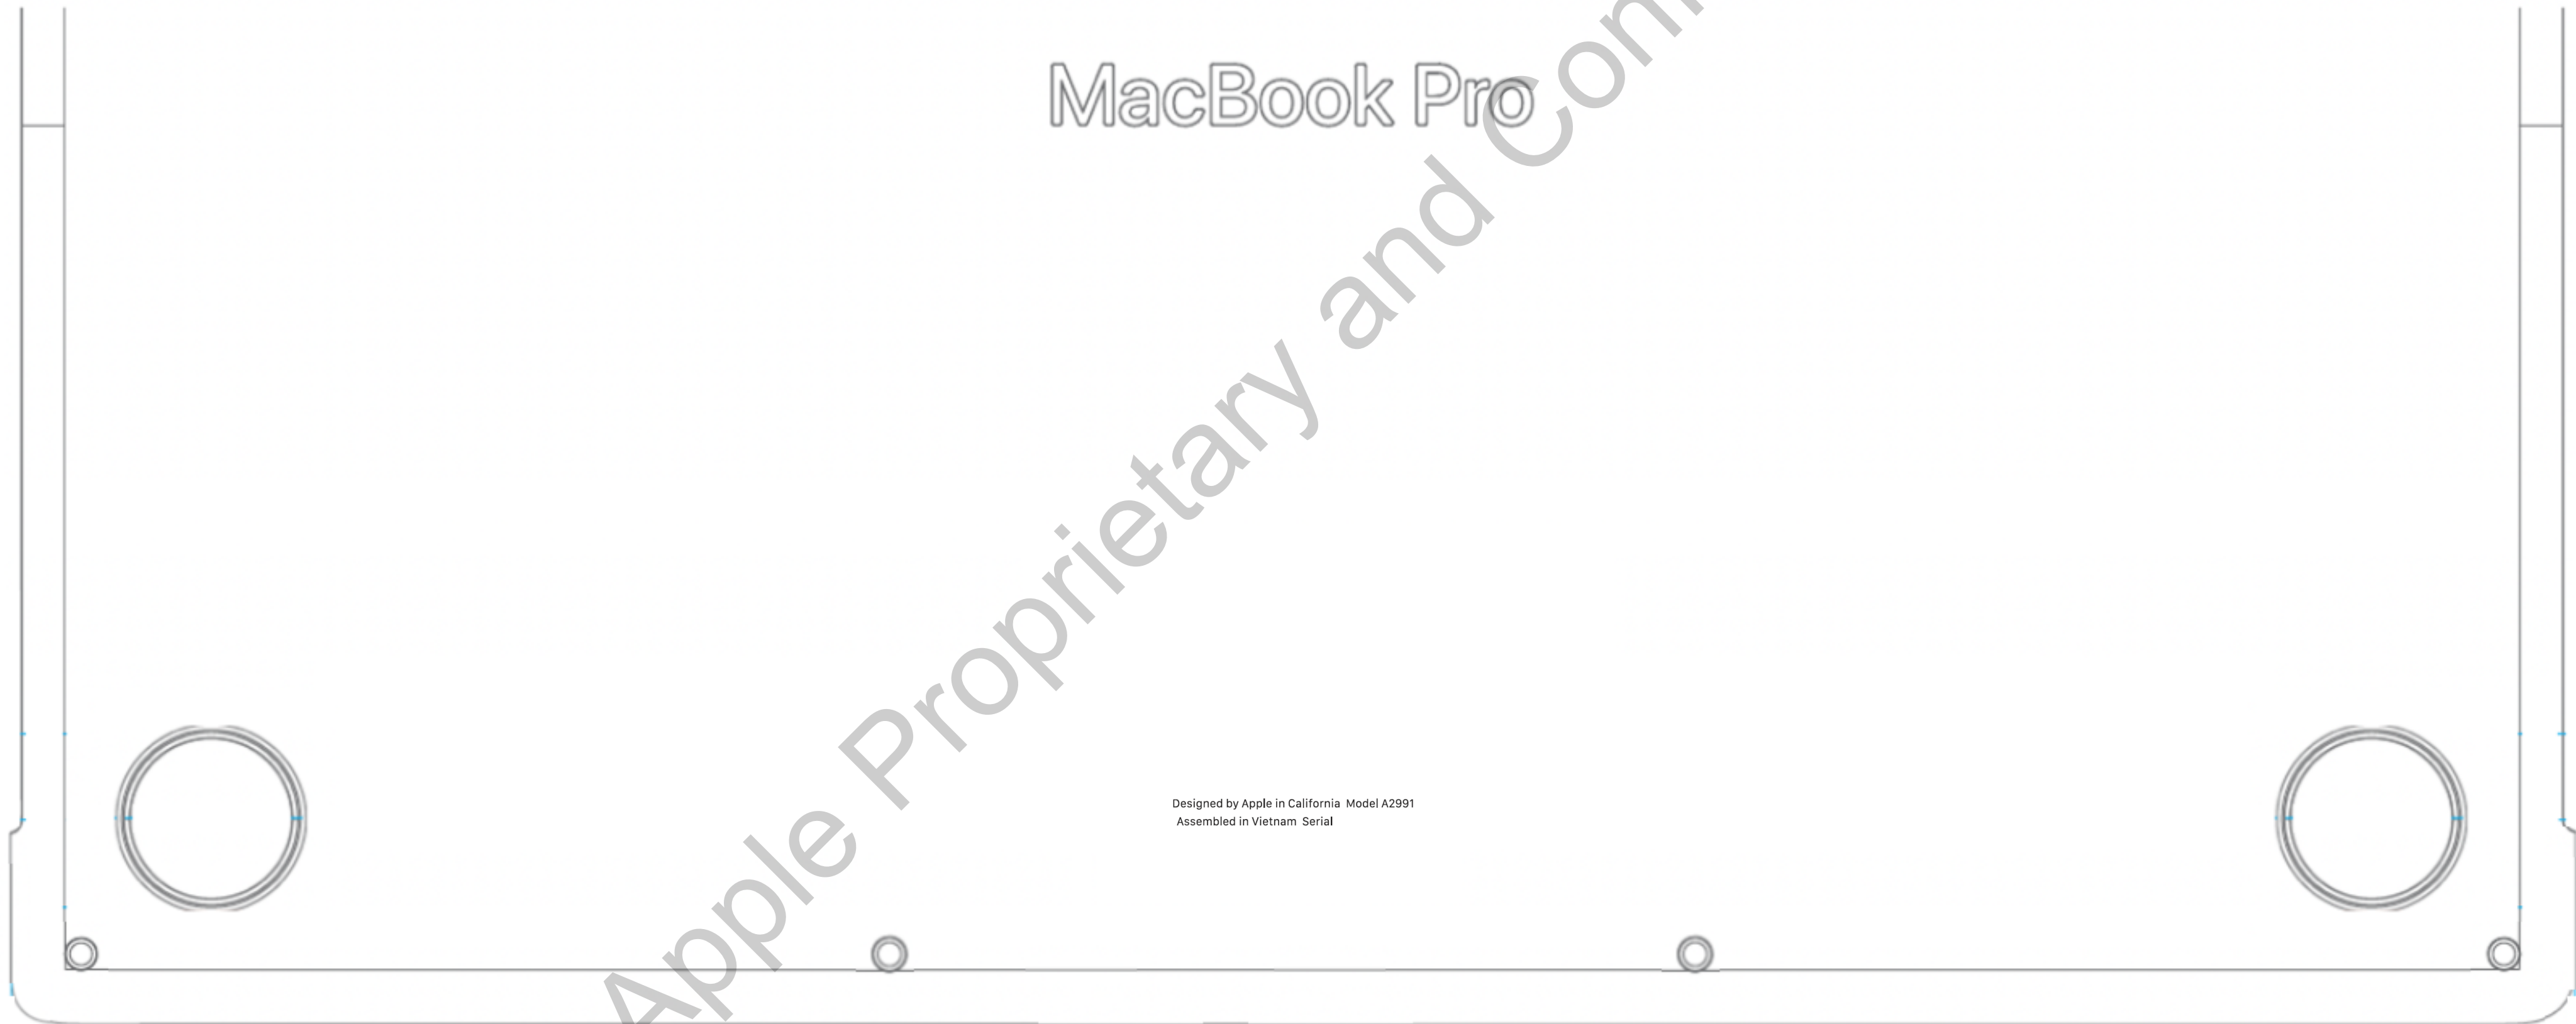 MacBook Pro
Apple Proprietary and Con
Designed by Apple in California Model A2991
Assembled in Vietnam Serial